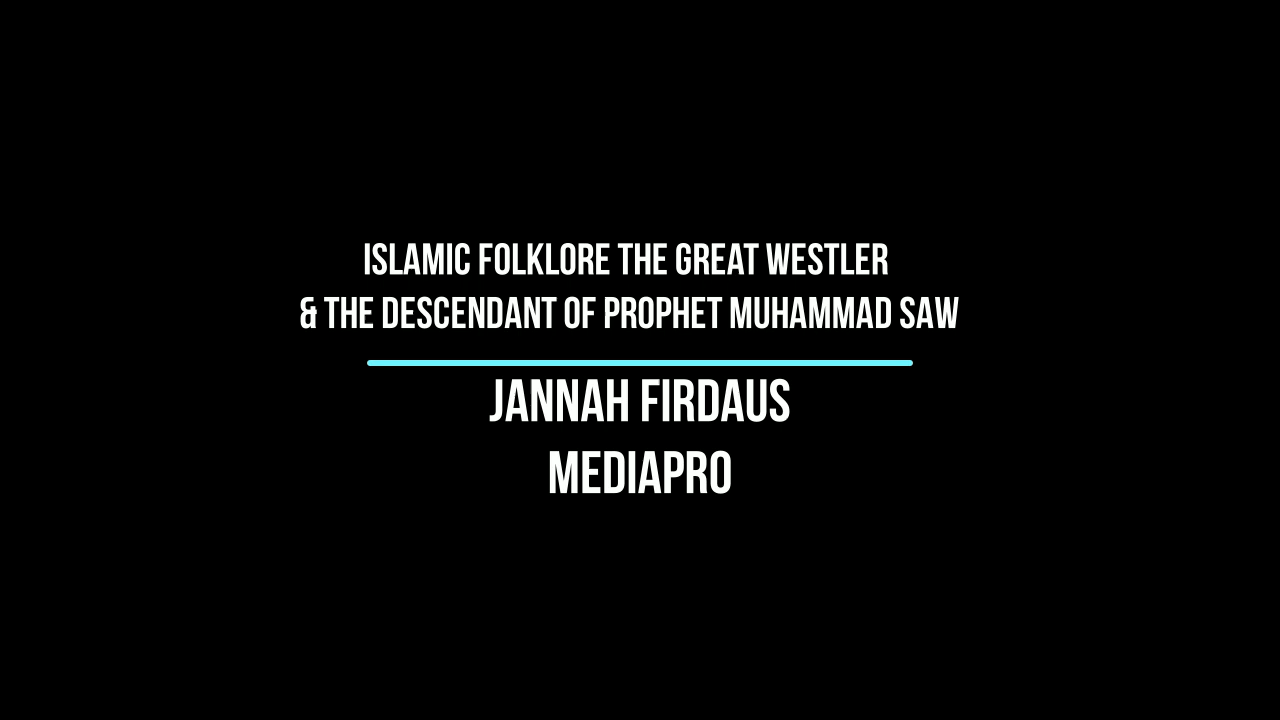 ISLAMIC FOLKLORE THE GREAT WESTLER
& THE DESCENDANT OF PROPHET MUHAMMAD SAW
JANNAH FIRDAUS
MEDIAPRO